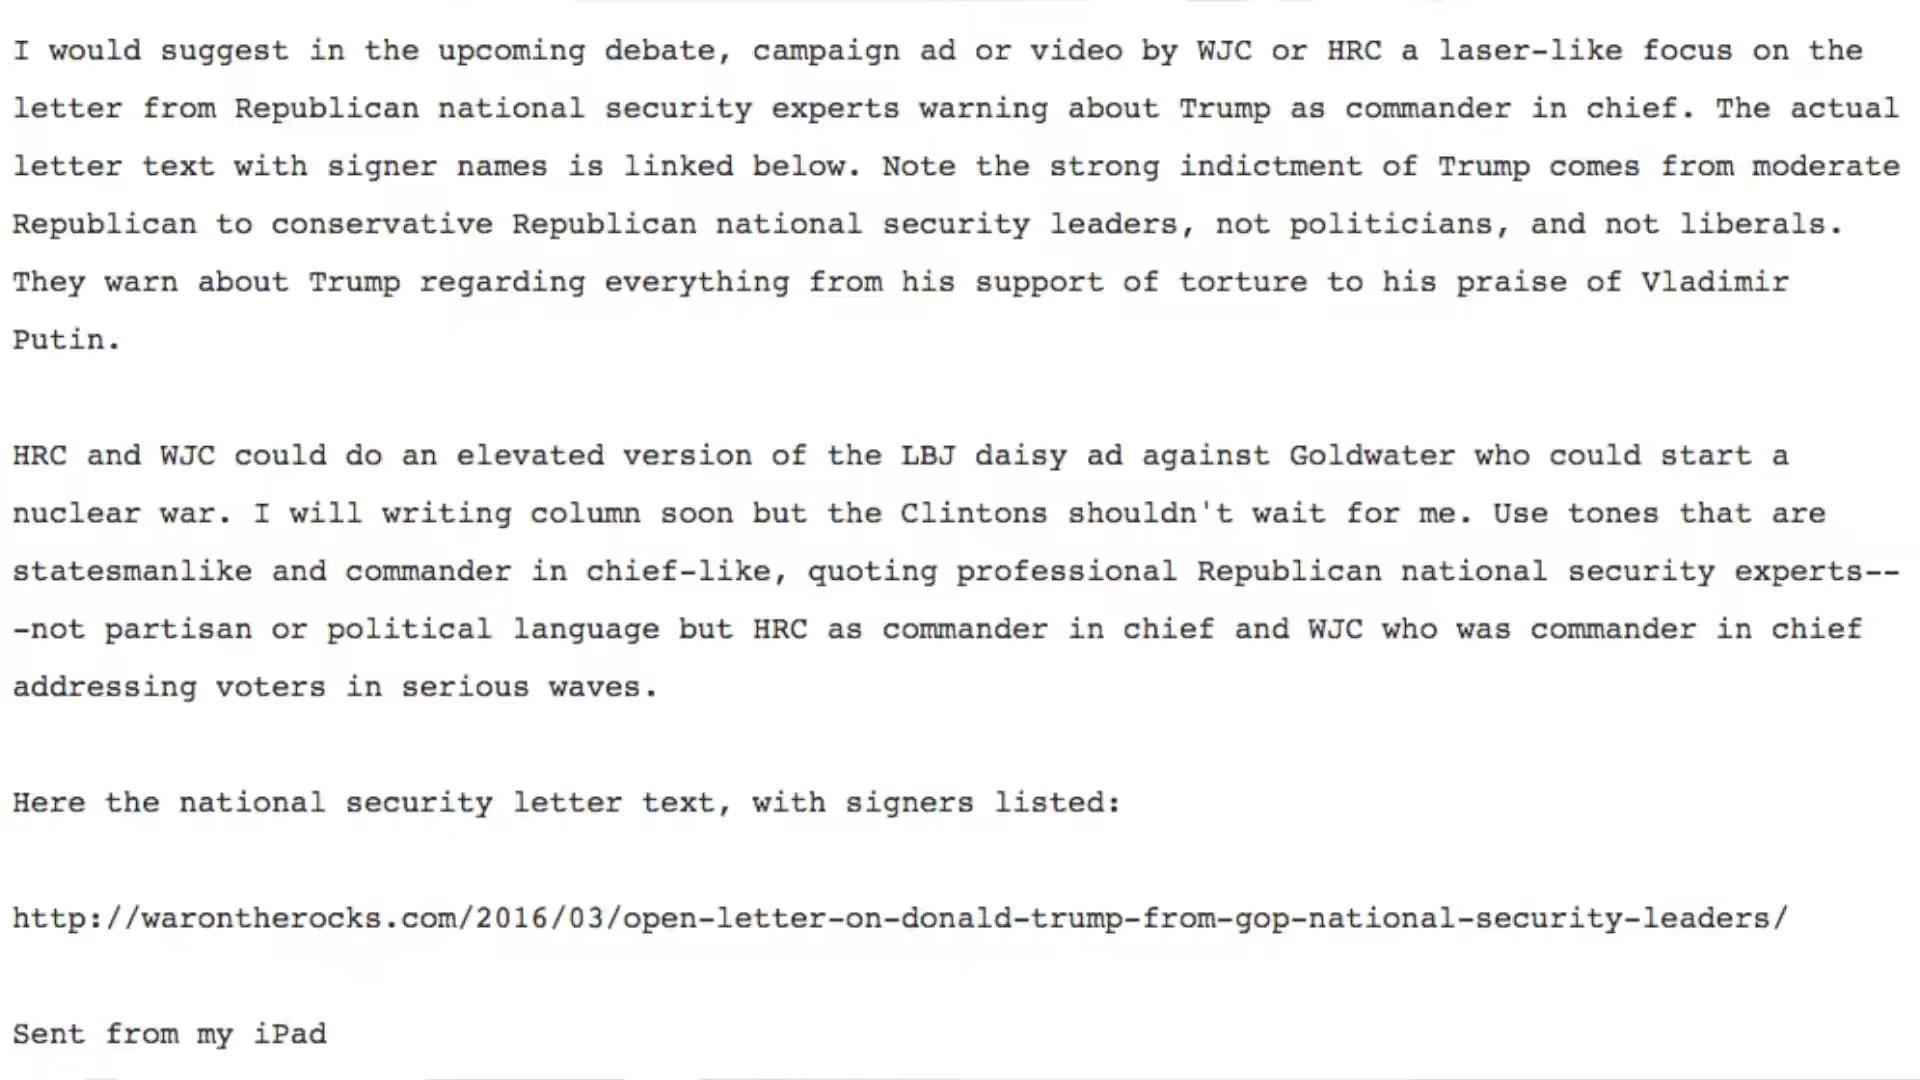 I would suggest in the upcoming debate, campaign ad or video by WJC or HRC a laser-like focus on the
letter from Republican national security experts warning about Trump as commander in chief. The actual
letter text with signer names is linked below. Note the strong indictment of Trump comes from moderate
Republican to conservative Republican national security leaders, not politicians, and not liberals.
They warn about Trump regarding everything from his support of torture to his praise of Vladimir
Putin.
HRC and WJC could do an elevated version of the LBJ daisy ad against Goldwater who could start a
nuclear war. I will writing column soon but the Clintons shouldn't wait for me. Use tones that are
statesmanlike and commander in chief-like, quoting professional Republican national security experts--
-not partisan or political language but HRC as commander in chief and WJC who was commander in chief
addressing voters in serious waves.
Here the national security letter text, with signers listed:
http://warontherocks.com/2016/03/open-letter-on-donald-trump-from-gop-national-security-leaders/
Sent from my iPad